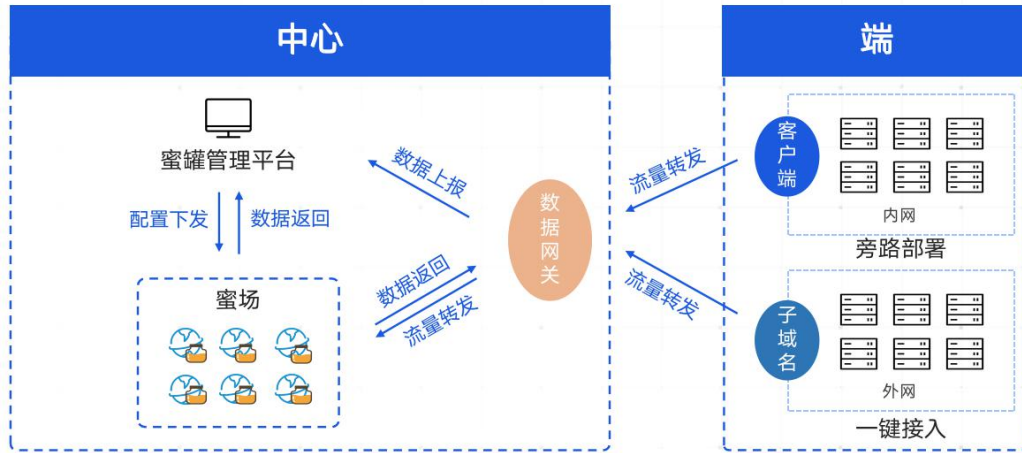 中心
蜜罐管理平台
配置下发
数据返回
蜜场
数据上报
数据返回
流量转发
数据网关
流量转发
流量转发
端
客户端
内网
旁路部署
子域名
外网
一键接入